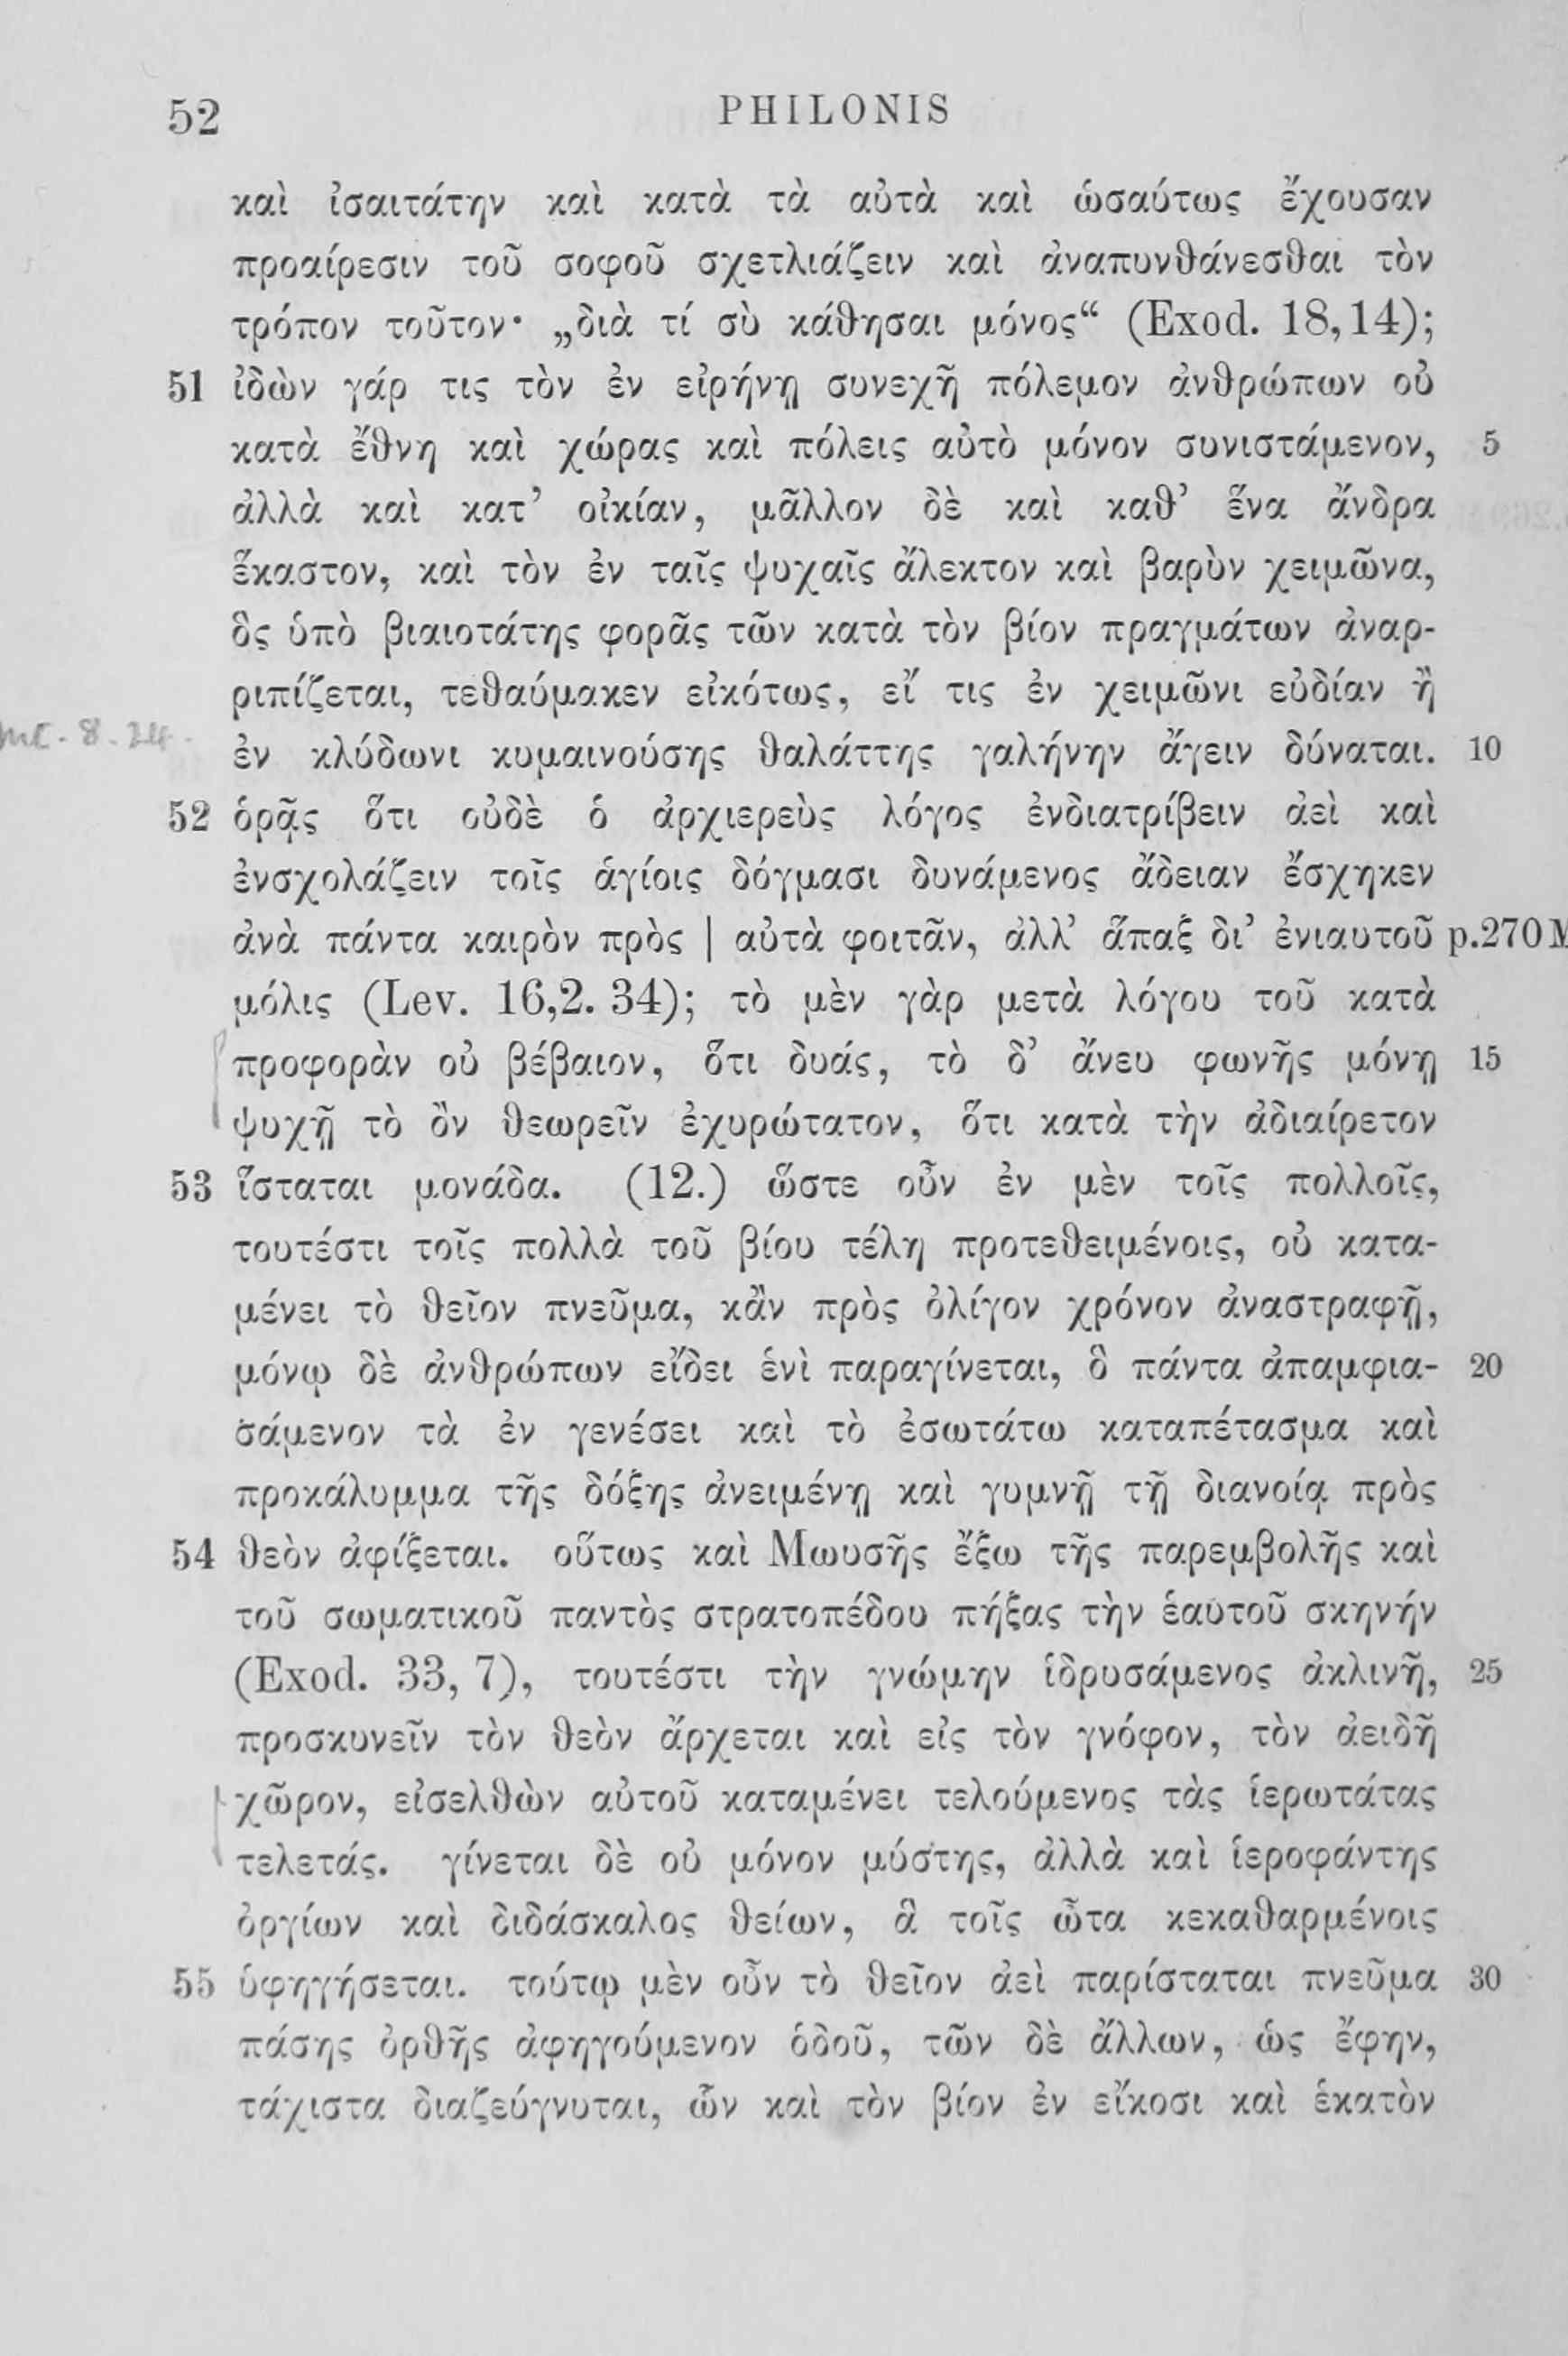 52 PHILONIS
καὶ ἰσαιτάτην καὶ κατὰ τὰ αὐτὰ καὶ ὡσαύτως ἔχουσαν
προαίρεσιν τοῦ σοφοῦ σχετλιάζειν καὶ ἀναπυνθάνεσθαι τὸν
τρόπον τοῦτον· „διὰ τί σὺ κάθησαι μόνος“ (Exod. 18,14);
51 ἰδὼν γάρ τις τὸν ἐν εἰρήνῃ συνεχῆ πόλεμον ἀνθρώπων οὐ
κατὰ ἔθνη καὶ χώρας καὶ πόλεις αὐτὸ μόνον συνιστάμενον, 5
ἀλλὰ καὶ κατ’ οἰκίαν, μᾶλλον δὲ καὶ καθ’ ἕνα ἄνδρα
ἕκαστον, καὶ τὸν ἐν ταῖς ψυχαῖς ἄλεκτον καὶ βαρὺν χειμῶνα,
ὃς ὑπὸ βιαιοτάτης φορᾶς τῶν κατὰ τὸν βίον πραγμάτων ἀναρ-
ριπίζεται, τεθαύμακεν εἰκότως, εἴ τις ἐν χειμῶνι εὐδίαν ἢ
ἐν κλύδωνι κυμαινούσης θαλάττης γαλήνην ἄγειν δύναται. 10
52 ὁρᾷς ὅτι οὐδὲ ὁ ἀρχιερεὺς λόγος ἐνδιατρίβειν ἀεὶ καὶ
ἐνσχολάζειν τοῖς ἁγίοις δόγμασι δυνάμενος ἄδειαν ἔσχηκεν
ἀνὰ πάντα καιρὸν πρὸς | αὐτὰ φοιτᾶν, ἀλλ’ ἅπαξ δι’ ἐνιαυτοῦ p.270 M
μόλις (Lev. 16,2. 34); τὸ μὲν γὰρ μετὰ λόγου τοῦ κατὰ
προφορὰν οὐ βέβαιον, ὅτι δυάς, τὸ δ’ ἄνευ φωνῆς μόνῃ 15
ψυχῇ τὸ ὂν θεωρεῖν ἐχυρώτατον, ὅτι κατὰ τὴν ἀδιαίρετον
53 ἵσταται μονάδα. (12.) ὥστε οὖν ἐν μὲν τοῖς πολλοῖς,
τουτέστι τοῖς πολλὰ τοῦ βίου τέλη προτεθειμένοις, οὐ κατα-
μένει τὸ θεῖον πνεῦμα, κἂν πρὸς ὀλίγον χρόνον ἀναστραφῇ,
μόνῳ δὲ ἀνθρώπων εἴδει ἑνὶ παραγίνεται, ὃ πάντα ἀπαμφια- 20
σάμενον τὰ ἐν γενέσει καὶ τὸ ἐσωτάτω καταπέτασμα καὶ
προκάλυμμα τῆς δόξης ἀνειμένῃ καὶ γυμνῇ τῇ διανοίᾳ πρὸς
54 θεὸν ἀφίξεται. οὕτως καὶ Μωυσῆς ἔξω τῆς παρεμβολῆς καὶ
τοῦ σωματικοῦ παντὸς στρατοπέδου πήξας τὴν ἑαυτοῦ σκηνήν
(Exod. 33, 7), τουτέστι τὴν γνώμην ἱδρυσάμενος ἀκλινῆ, 25
προσκυνεῖν τὸν θεὸν ἄρχεται καὶ εἰς τὸν γνόφον, τὸν ἀειδῆ
χῶρον, εἰσελθὼν αὐτοῦ καταμένει τελούμενος τὰς ἱερωτάτας
τελετάς. γίνεται δὲ οὐ μόνον μύστης, ἀλλὰ καὶ ἱεροφάντης
ὀργίων καὶ διδάσκαλος θείων, ἃ τοῖς ὦτα κεκαθαρμένοις
55 ὑφηγήσεται. τούτῳ μὲν οὖν τὸ θεῖον ἀεὶ παρίσταται πνεῦμα 30
πάσης ὀρθῆς ἀφηγούμενον ὁδοῦ, τῶν δὲ ἄλλων, ὡς ἔφην,
τάχιστα διαζεύγνυται, ὧν καὶ τὸν βίον ἐν εἴκοσι καὶ ἑκατὸν